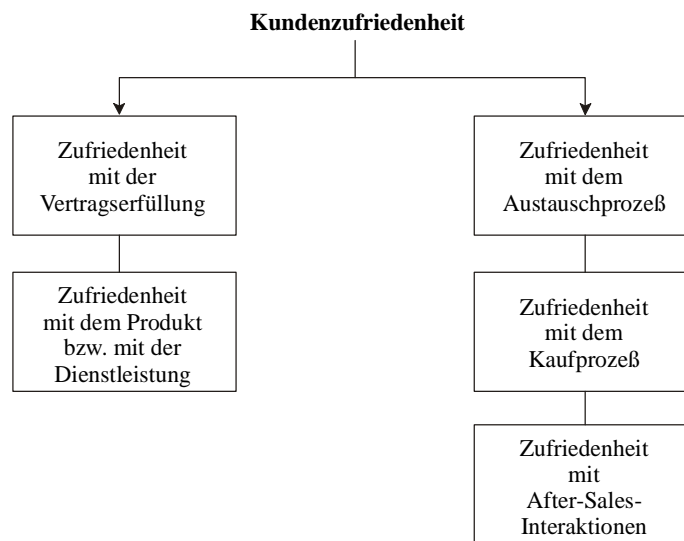 Kundenzufriedenheit
Zufriedenheit
mit der
Vertragserfüllung
Zufriedenheit
mit dem
Austauschprozeß
Zufriedenheit
mit dem Produkt
bzw. mit der
Dienstleistung
Zufriedenheit
mit dem
Kaufprozeß
Zufriedenheit
mit
After-Sales-
Interaktionen